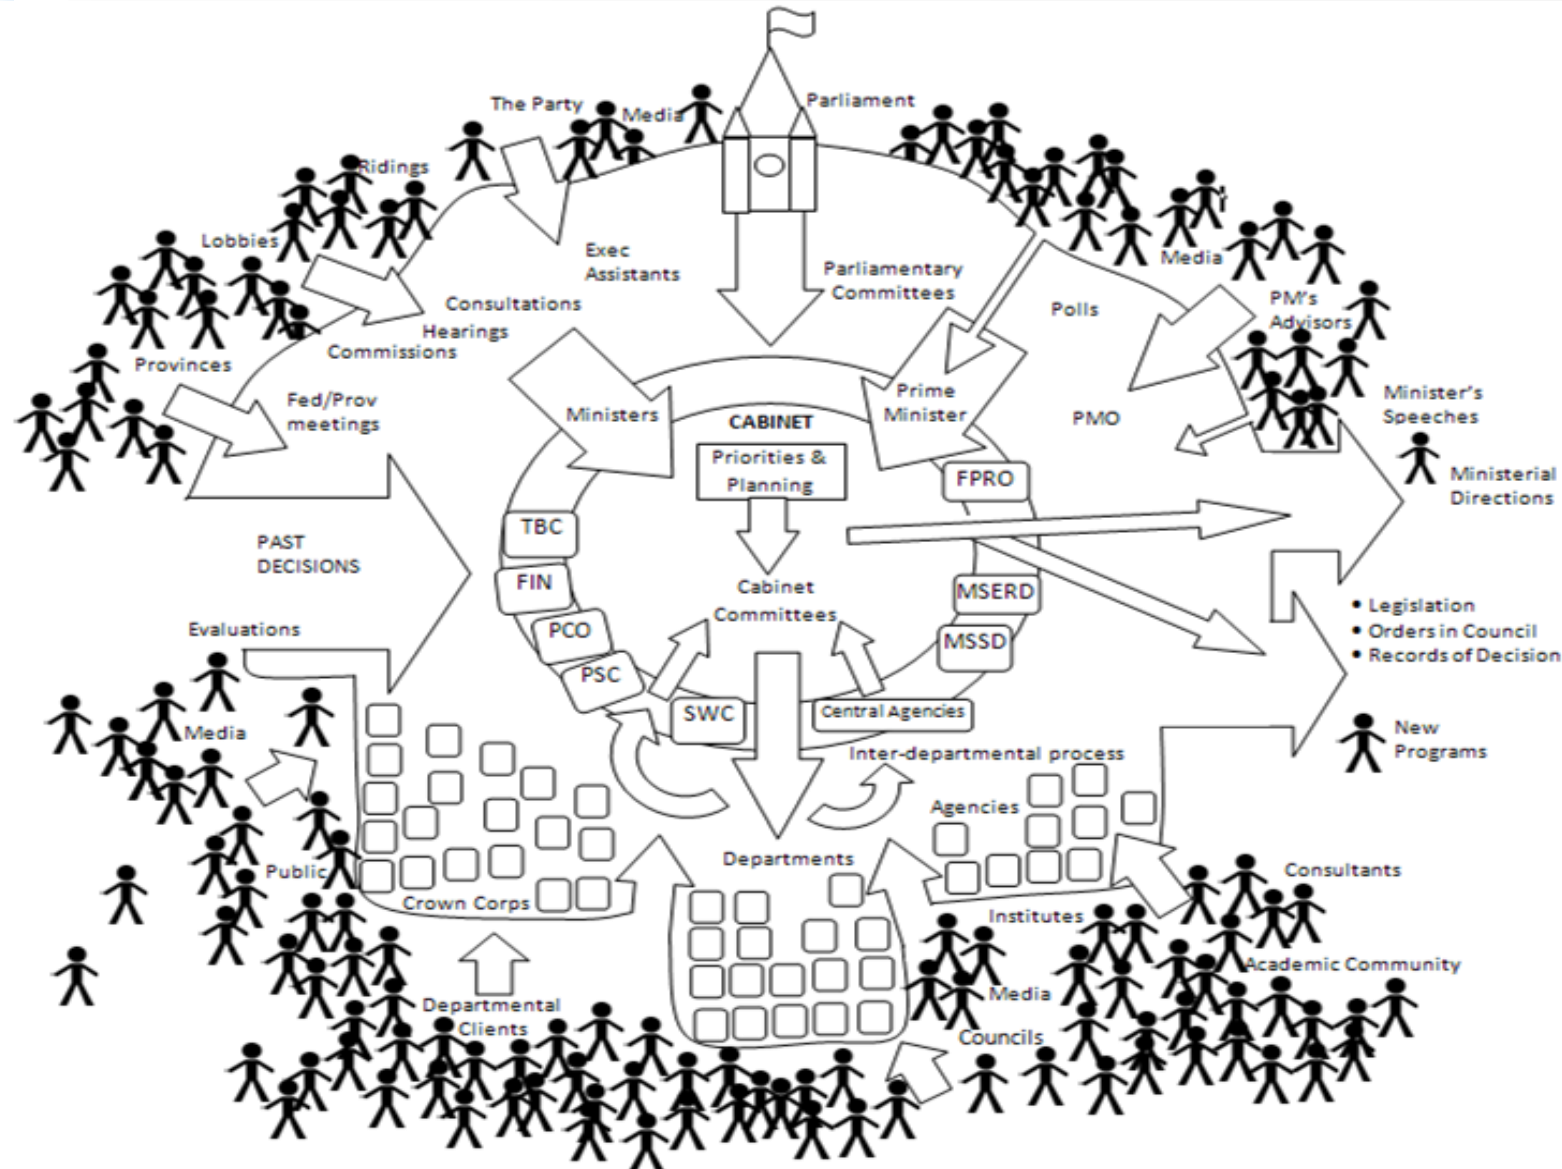 The Party
Media
Parliament
Ridings
Lobbies
Exec
Assistants
Parliamentary
Committees
Media
Consultations
Hearings
Commissions
Polls
PM's
Advisors
Provinces
Fed/Prov
meetings
Ministers
CABINET
Prime
Minister
PMO
Minister's
Speeches
Priorities &
Planning
FPRO
Ministerial
Directions
TBC
PAST
DECISIONS
FIN
Cabinet
Committees
MSERD
• Legislation
• Orders in Council
• Records of Decision
Evaluations
PCO
MSSD
PSC
SWC
Central Agencies
Media
New
Programs
Inter-departmental process
Agencies
Departments
Public
Crown Corps
Consultants
Institutes
Academic Community
Media
Departmental
Clients
Councils